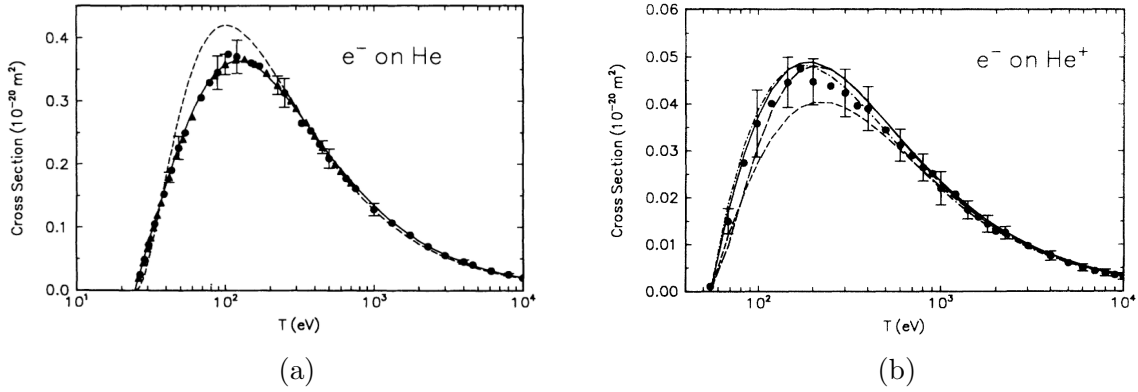 0.4
0.3
0.2
0.1
0.0
Cross Section (10⁻²⁰ m²)
e⁻ on He
10¹
10²
10³
10⁴
T (eV)
(a)
0.06
0.05
0.04
0.03
0.02
0.01
0.00
Cross Section (10⁻²⁰ m²)
e⁻ on He⁺
10²
10³
10⁴
T (eV)
(b)